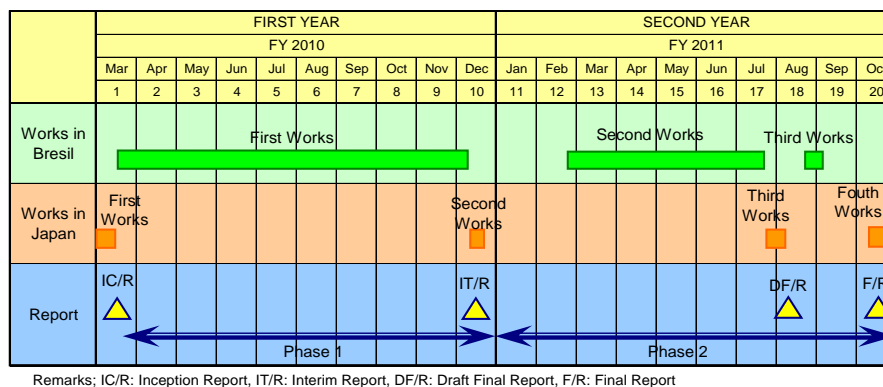 FIRST YEAR SECOND YEAR
FY 2010 FY 2011
Mar Apr May Jun Jul Aug Sep Oct Nov Dec Jan Feb Mar Apr May Jun Jul Aug Sep Oc
1 2 3 4 5 6 7 8 9 10 11 12 13 14 15 16 17 18 19 20
Works in
Bresil
First Works Second Works Third Works
Works in
Japan
First
Works
Second
Works
Third
Works
Fouth
Works
Report
IC/R IT/R DF/R F/R
Phase 1 Phase 2
Remarks; IC/R: Inception Report, IT/R: Interim Report, DF/R: Draft Final Report, F/R: Final Report